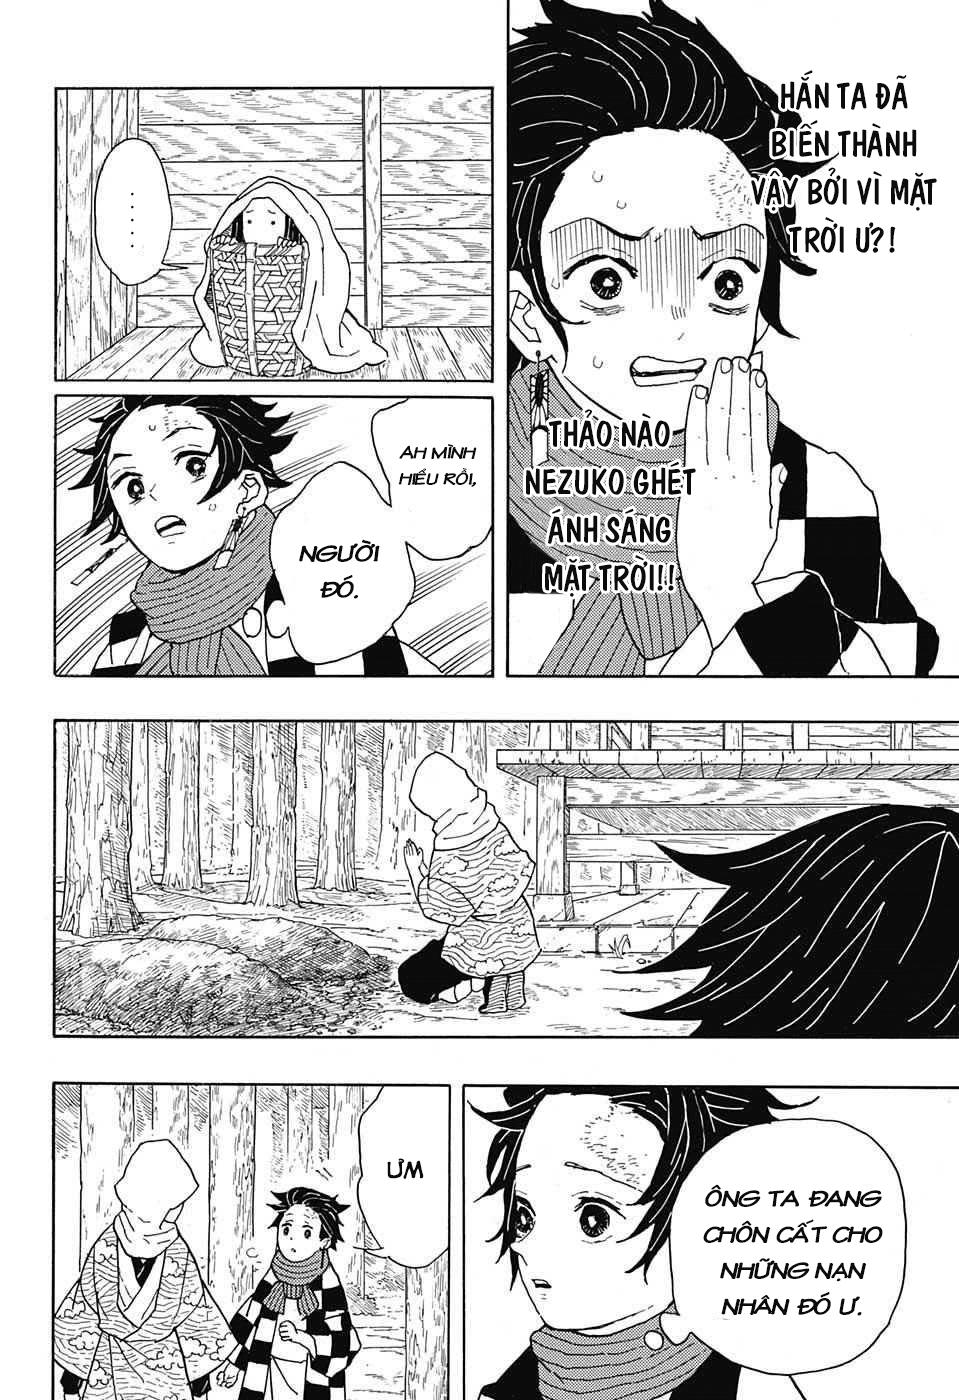 HẮN TA ĐÃ
BIẾN THÀNH
VẬY BỞI VÌ MẶT
TRỜI Ư?!
THẢO NÀO
NEZUKO GHÉT
ÁNH SÁNG
MẶT TRỜI!!
....
AH MÌNH
HIỂU RỒI,
NGƯỜI
ĐÓ.
ÔNG TA ĐANG
CHÔN CẤT CHO
NHỮNG NẠN
NHÂN ĐÓ Ư.
ƯM